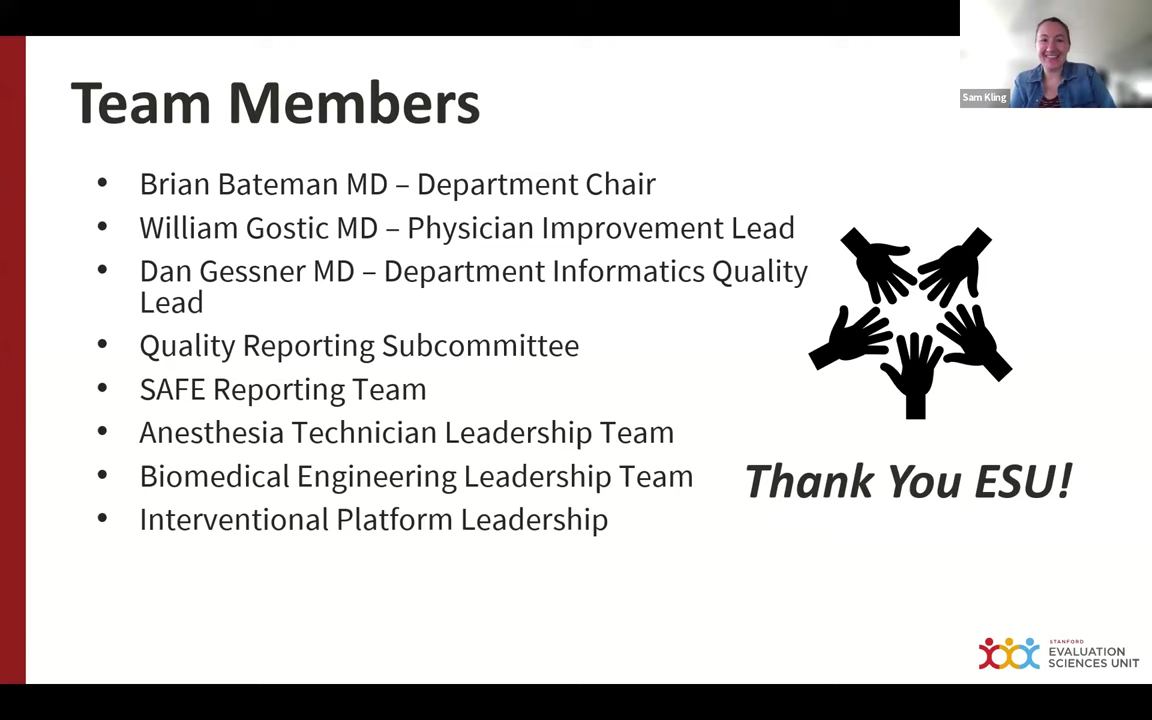 Sam Kling
Team Members
• Brian Bateman MD – Department Chair
• William Gostic MD – Physician Improvement Lead
• Dan Gessner MD – Department Informatics Quality
Lead
• Quality Reporting Subcommittee
• SAFE Reporting Team
• Anesthesia Technician Leadership Team
• Biomedical Engineering Leadership Team
• Interventional Platform Leadership
Thank You ESU!
STANFORD
EVALUATION
SCIENCES UNIT